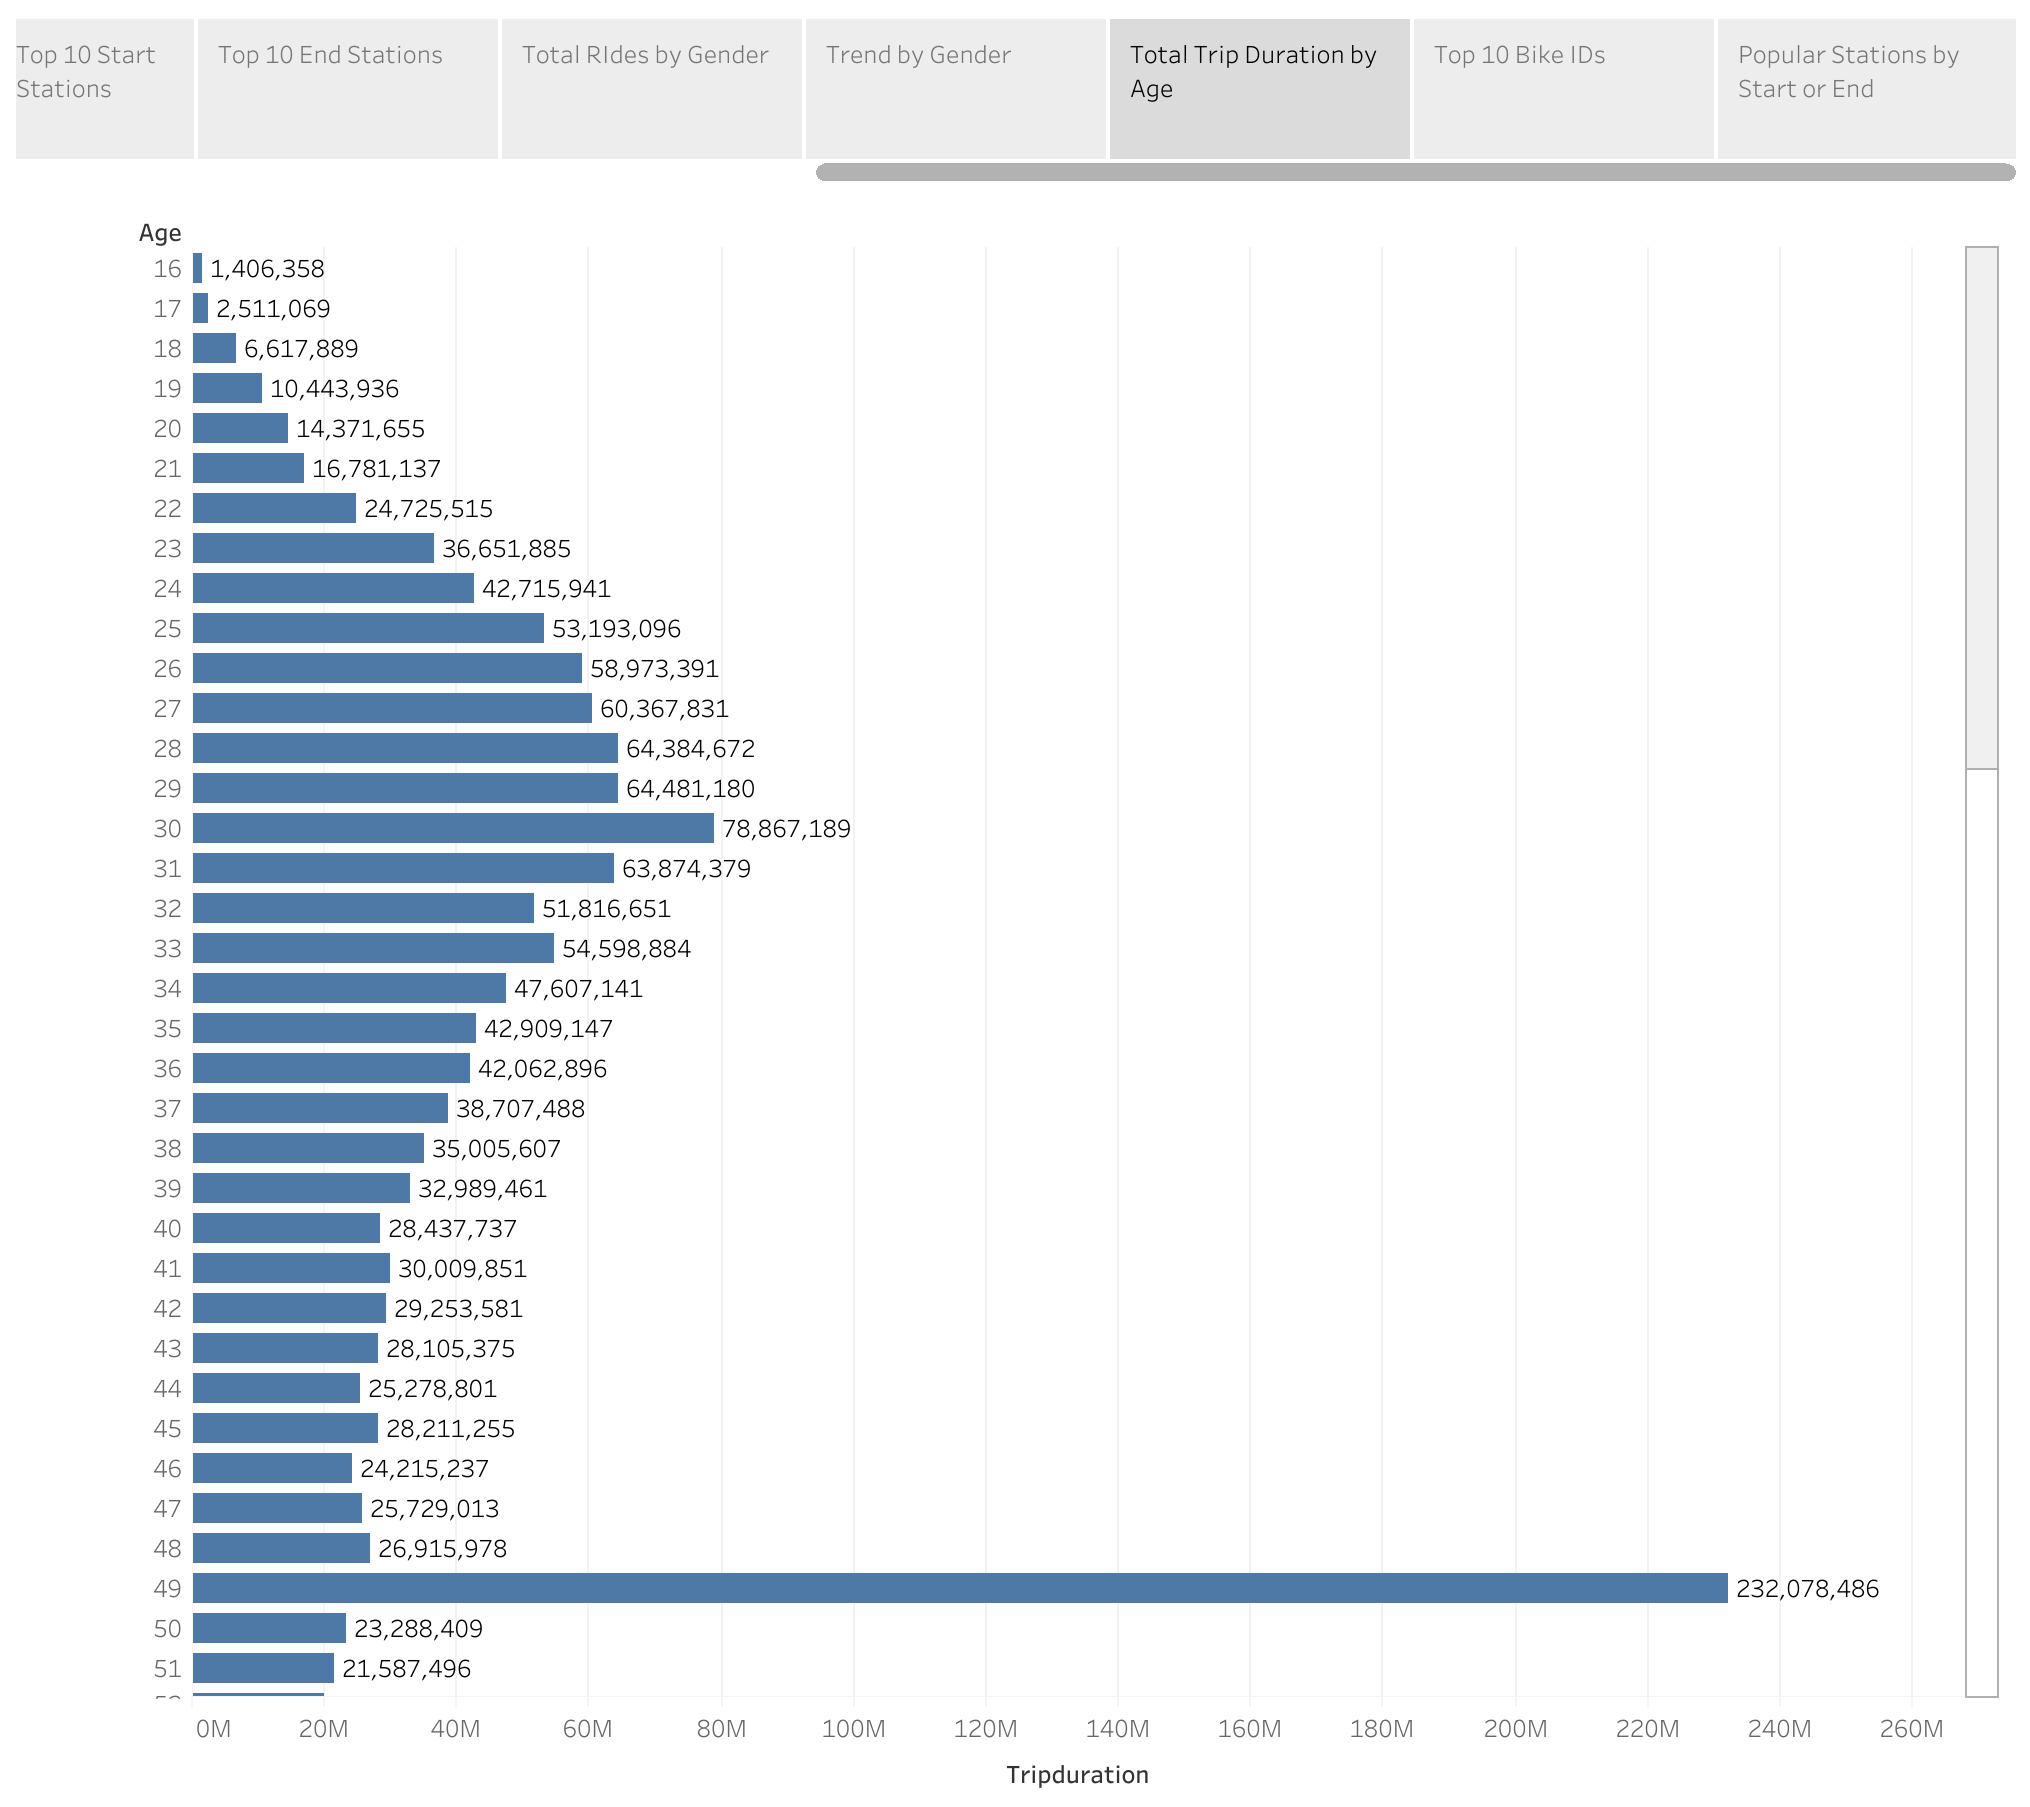 Top 10 Start
Stations
Top 10 End Stations
Total RIdes by Gender
Trend by Gender
Total Trip Duration by
Age
Top 10 Bike IDs
Popular Stations by
Start or End
Age
16 1,406,358
17 2,511,069
18 6,617,889
19 10,443,936
20 14,371,655
21 16,781,137
22 24,725,515
23 36,651,885
24 42,715,941
25 53,193,096
26 58,973,391
27 60,367,831
28 64,384,672
29 64,481,180
30 78,867,189
31 63,874,379
32 51,816,651
33 54,598,884
34 47,607,141
35 42,909,147
36 42,062,896
37 38,707,488
38 35,005,607
39 32,989,461
40 28,437,737
41 30,009,851
42 29,253,581
43 28,105,375
44 25,278,801
45 28,211,255
46 24,215,237
47 25,729,013
48 26,915,978
49 232,078,486
50 23,288,409
51 21,587,496
0M 20M 40M 60M 80M 100M 120M 140M 160M 180M 200M 220M 240M 260M
Tripduration